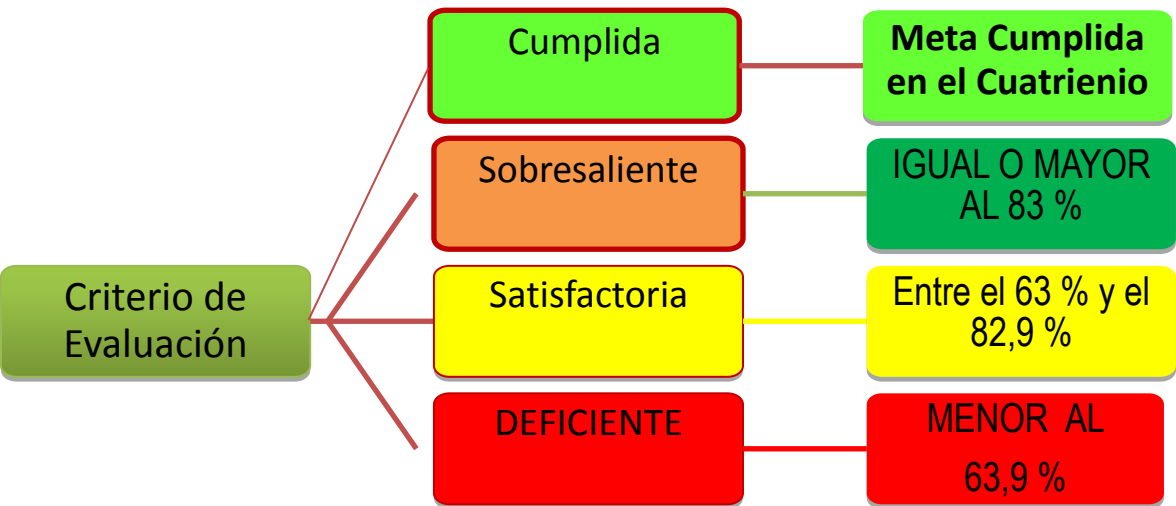 Cumplida
Meta Cumplida
en el Cuatrienio
Sobresaliente
IGUAL O MAYOR
AL 83 %
Criterio de
Evaluación
Satisfactoria
Entre el 63 % y el
82,9 %
DEFICIENTE
MENOR AL
63,9 %